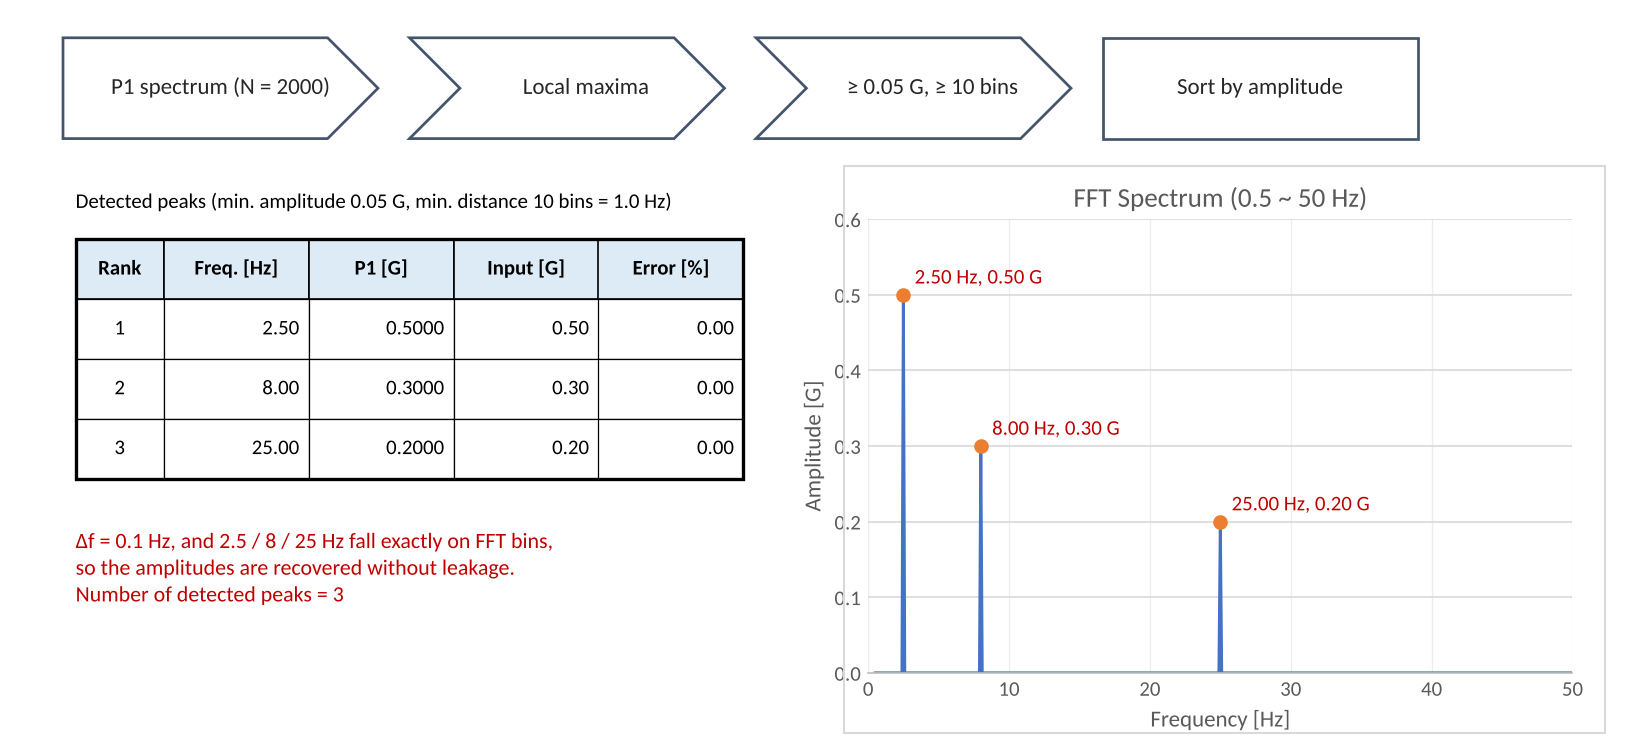 P1 spectrum (N = 2000)
Local maxima
≥ 0.05 G, ≥ 10 bins
Sort by amplitude
Detected peaks (min. amplitude 0.05 G, min. distance 10 bins = 1.0 Hz)
Rank Freq. [Hz] P1 [G] Input [G] Error [%]
1 2.50 0.5000 0.50 0.00
2 8.00 0.3000 0.30 0.00
3 25.00 0.2000 0.20 0.00
Δf = 0.1 Hz, and 2.5 / 8 / 25 Hz fall exactly on FFT bins,
so the amplitudes are recovered without leakage.
Number of detected peaks = 3
FFT Spectrum (0.5 ~ 50 Hz)
Amplitude [G]
0.6
0.5
0.4
0.3
0.2
0.1
0.0
2.50 Hz, 0.50 G
8.00 Hz, 0.30 G
25.00 Hz, 0.20 G
0 10 20 30 40 50
Frequency [Hz]